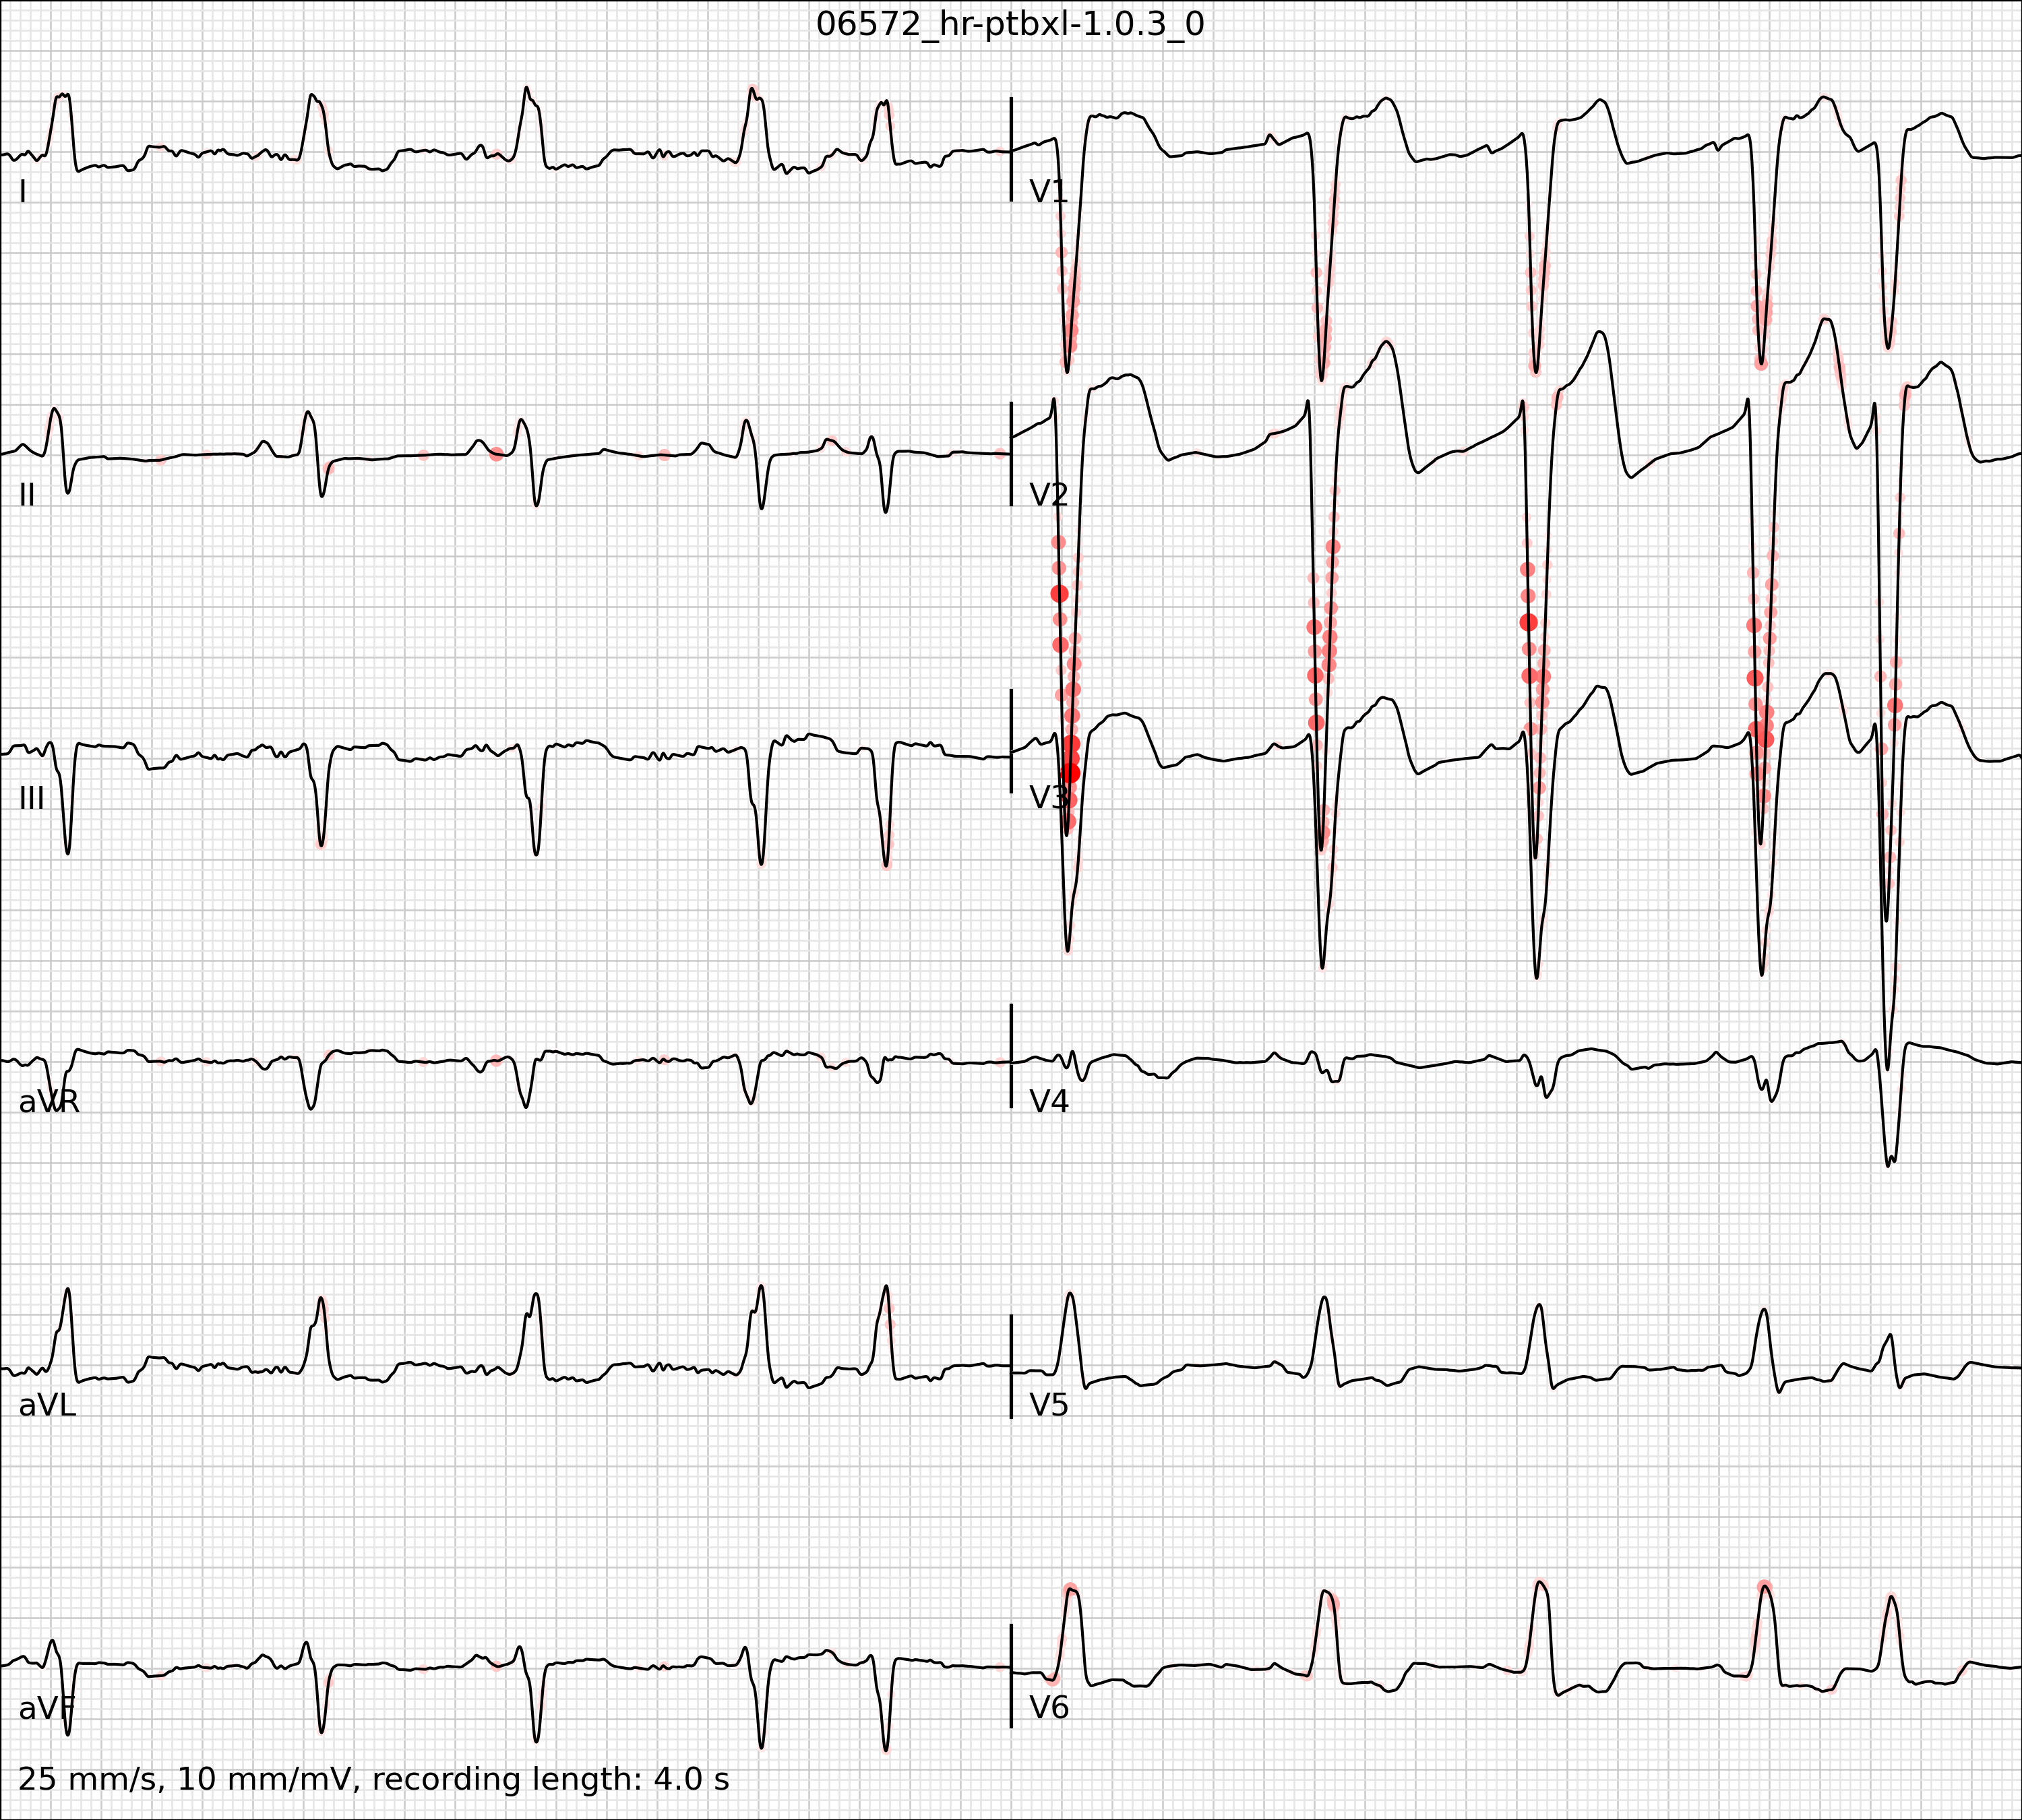 06572_hr-ptbxl-1.0.3_0
I
V1
II
V2
III
V3
aVR
V4
aVL
V5
aVF
V6
25 mm/s, 10 mm/mV, recording length: 4.0 s